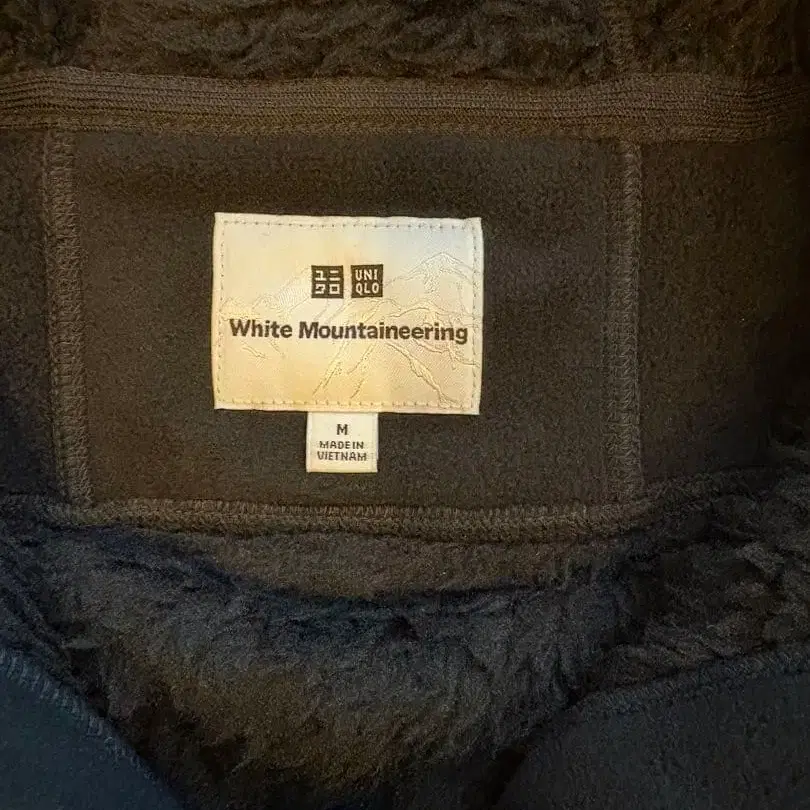 ユニ UNI
クロ QLO
White Mountaineering
M
MADE IN
VIETNAM